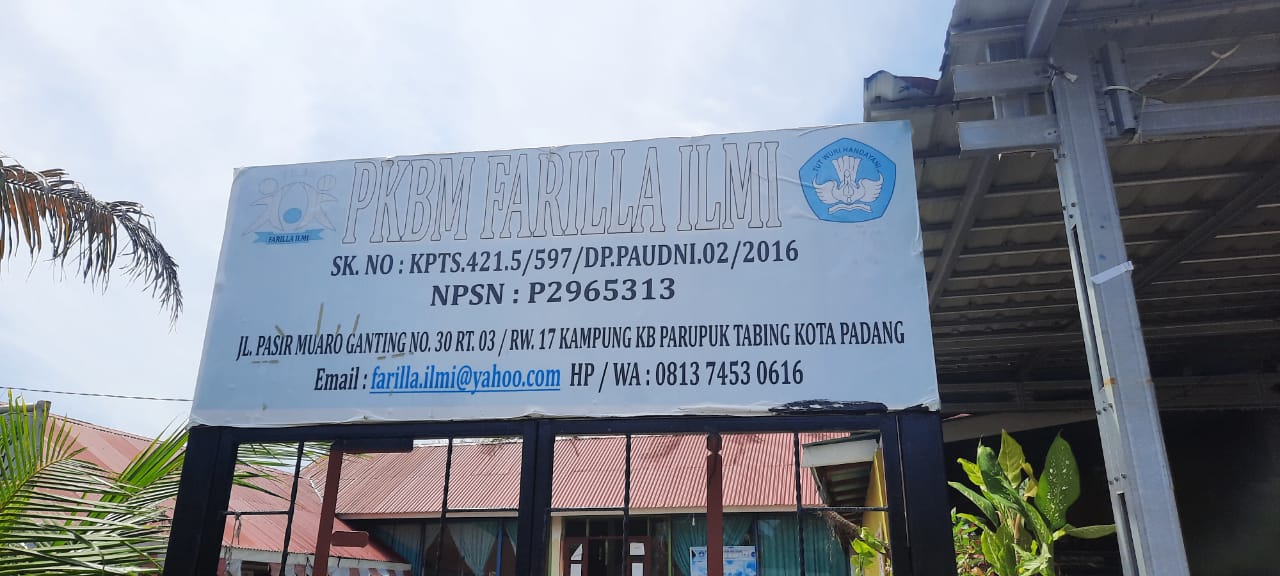 PKBM FARILLA ILMI
FARILLA ILMI
TUT WURI HANDAYANI
SK. NO : KPTS.421.5/597/DP.PAUDNI.02/2016
NPSN : P2965313
JL. PASIR MUARO GANTING NO. 30 RT. 03 / RW. 17 KAMPUNG KB PARUPUK TABING KOTA PADANG
Email : farilla.ilmi@yahoo.com HP / WA : 0813 7453 0616